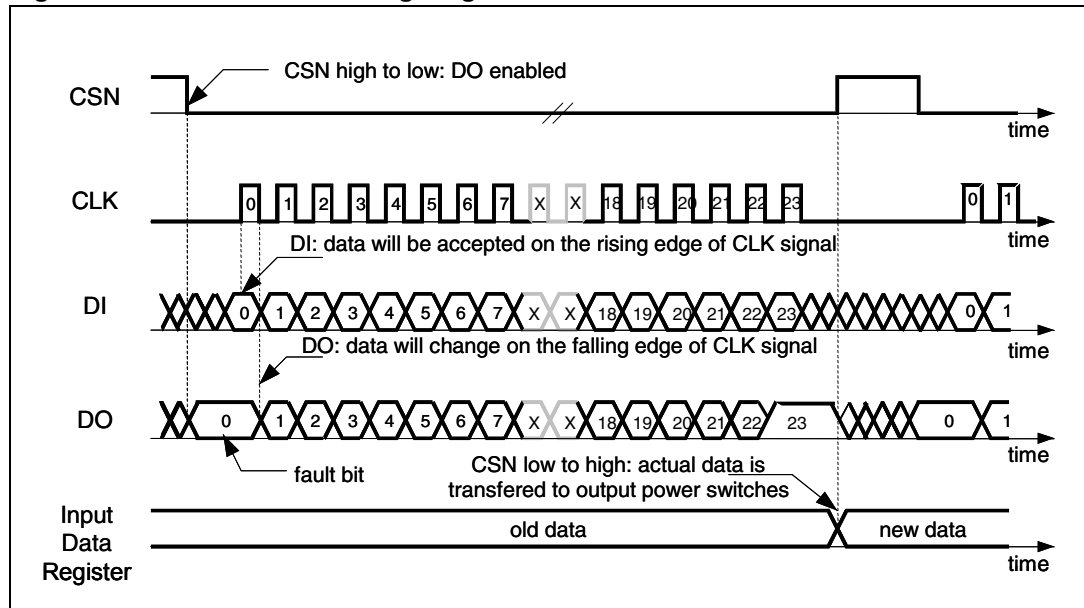 CSN high to low: DO enabled
CSN
time
CLK
0 1 2 3 4 5 6 7 X X 18 19 20 21 22 23 0 1
time
DI: data will be accepted on the rising edge of CLK signal
DI
0 1 2 3 4 5 6 7 X X 18 19 20 21 22 23 0 1
time
DO: data will change on the falling edge of CLK signal
DO
0 1 2 3 4 5 6 7 X X 18 19 20 21 22 23 0 1
time
fault bit
CSN low to high: actual data is
transfered to output power switches
Input
Data
Register
old data
new data
time